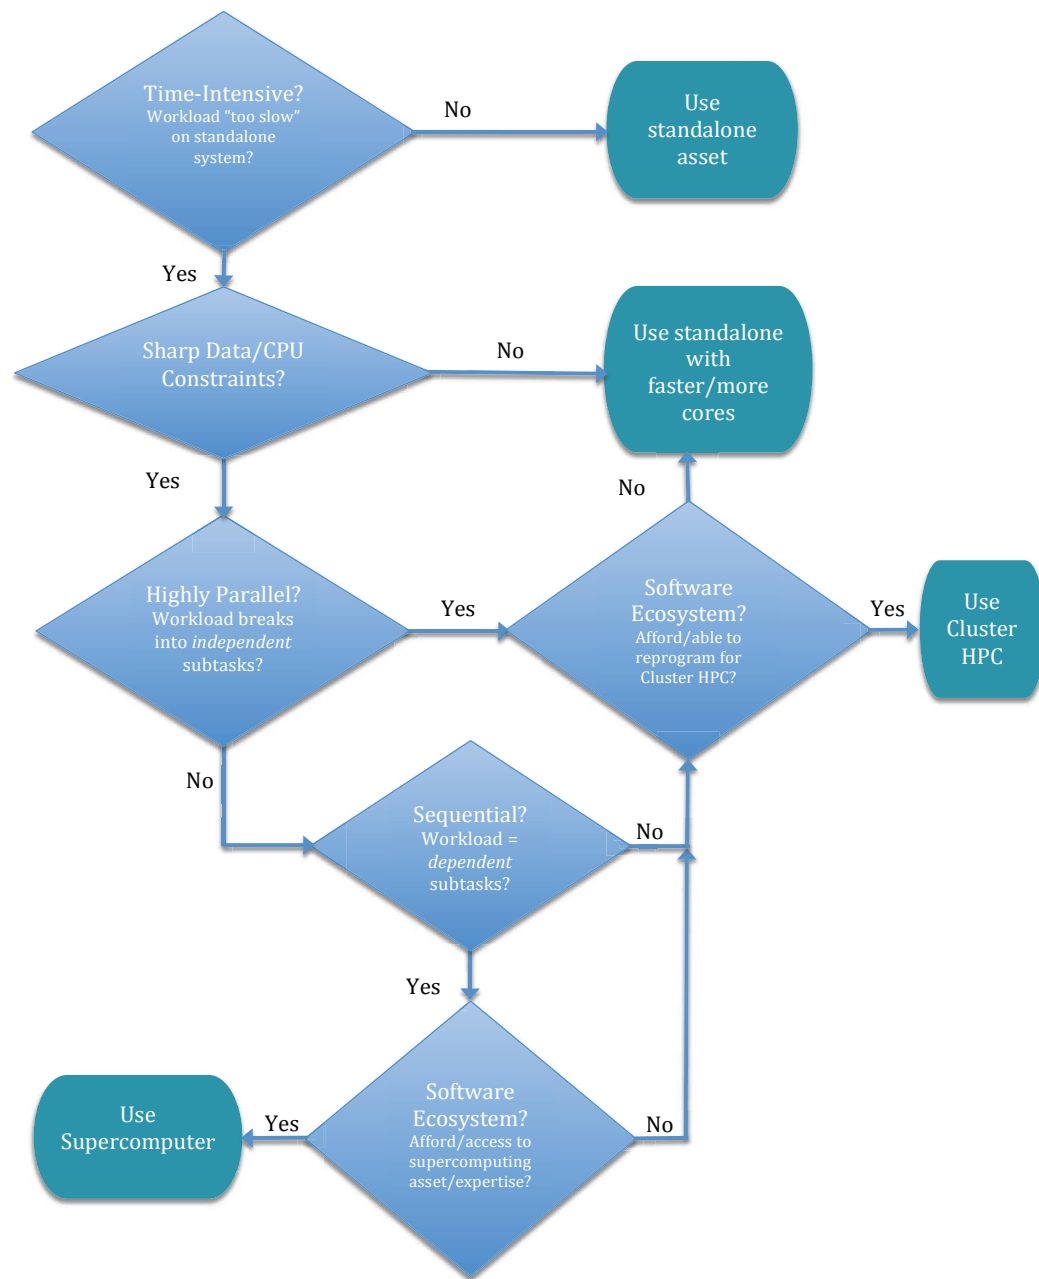 Time-Intensive?
Workload “too slow”
on standalone
system?
No
Use
standalone
asset
Yes
Sharp Data/CPU
Constraints?
No
Use standalone
with
faster/more
cores
Yes
No
Highly Parallel?
Workload breaks
into independent
subtasks?
Yes
Software
Ecosystem?
Afford/able to
reprogram for
Cluster HPC?
Yes
Use
Cluster
HPC
No
Sequential?
Workload =
dependent
subtasks?
No
Yes
Software
Ecosystem?
Afford/access to
supercomputing
asset/expertise?
No
Yes
Use
Supercomputer